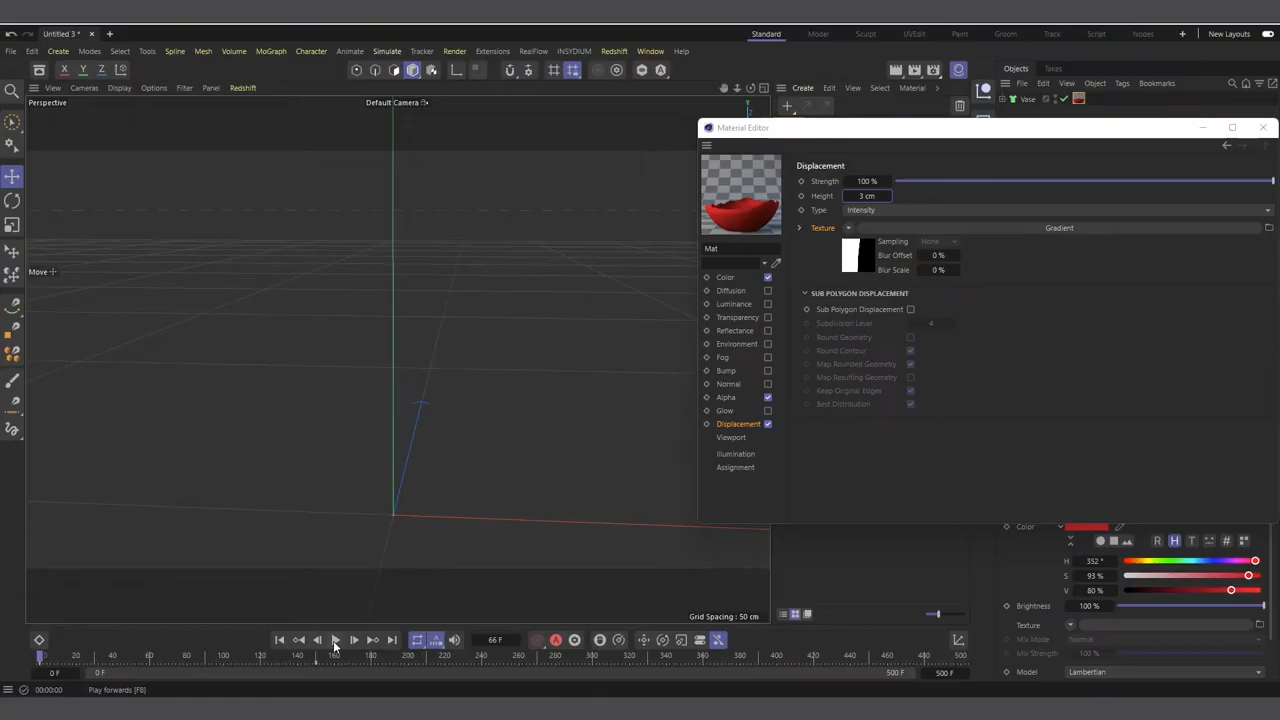 Untitled 3 *
Standard
Model
Sculpt
UVEdit
Paint
Groom
Track
Script
Nodes
New Layouts
File
Edit
Modes
Select
Tools
Spline
Mesh
Volume
MoGraph
Character
Animate
Simulate
Tracker
Render
Extensions
RealFlow
INSYDIUM
Redshift
Window
Help
Create
X
Y
Z
Objects
Takes
View
Cameras
Display
Options
Filter
Panel
Redshift
Create
Edit
View
Select
Material
File
Edit
View
Object
Tags
Bookmarks
Perspective
Default Camera
Y
Vase
Material Editor
Displacement
Strength
100 %
Height
3 cm
Type
Intensity
Texture
Gradient
Sampling
None
Blur Offset
0 %
Blur Scale
0 %
SUB POLYGON DISPLACEMENT
Sub Polygon Displacement
Subdivision Level
4
Round Geometry
Round Contour
Map Rounded Geometry
Map Resulting Geometry
Keep Original Edges
Best Distribution
Mat
Color
Diffusion
Luminance
Transparency
Reflectance
Environment
Fog
Bump
Normal
Alpha
Glow
Displacement
Viewport
Illumination
Assignment
Move
Grid Spacing : 50 cm
Color
R
H
T
#
H
352 °
S
93 %
V
80 %
Brightness
100 %
Texture
Mix Mode
Normal
Mix Strength
100 %
Model
Lambertian
66 F
20
40
60
80
100
120
140
160
180
200
220
240
260
280
300
320
340
360
380
400
420
440
460
480
500
0 F
0 F
500 F
500 F
00:00:00
Play forwards [F8]